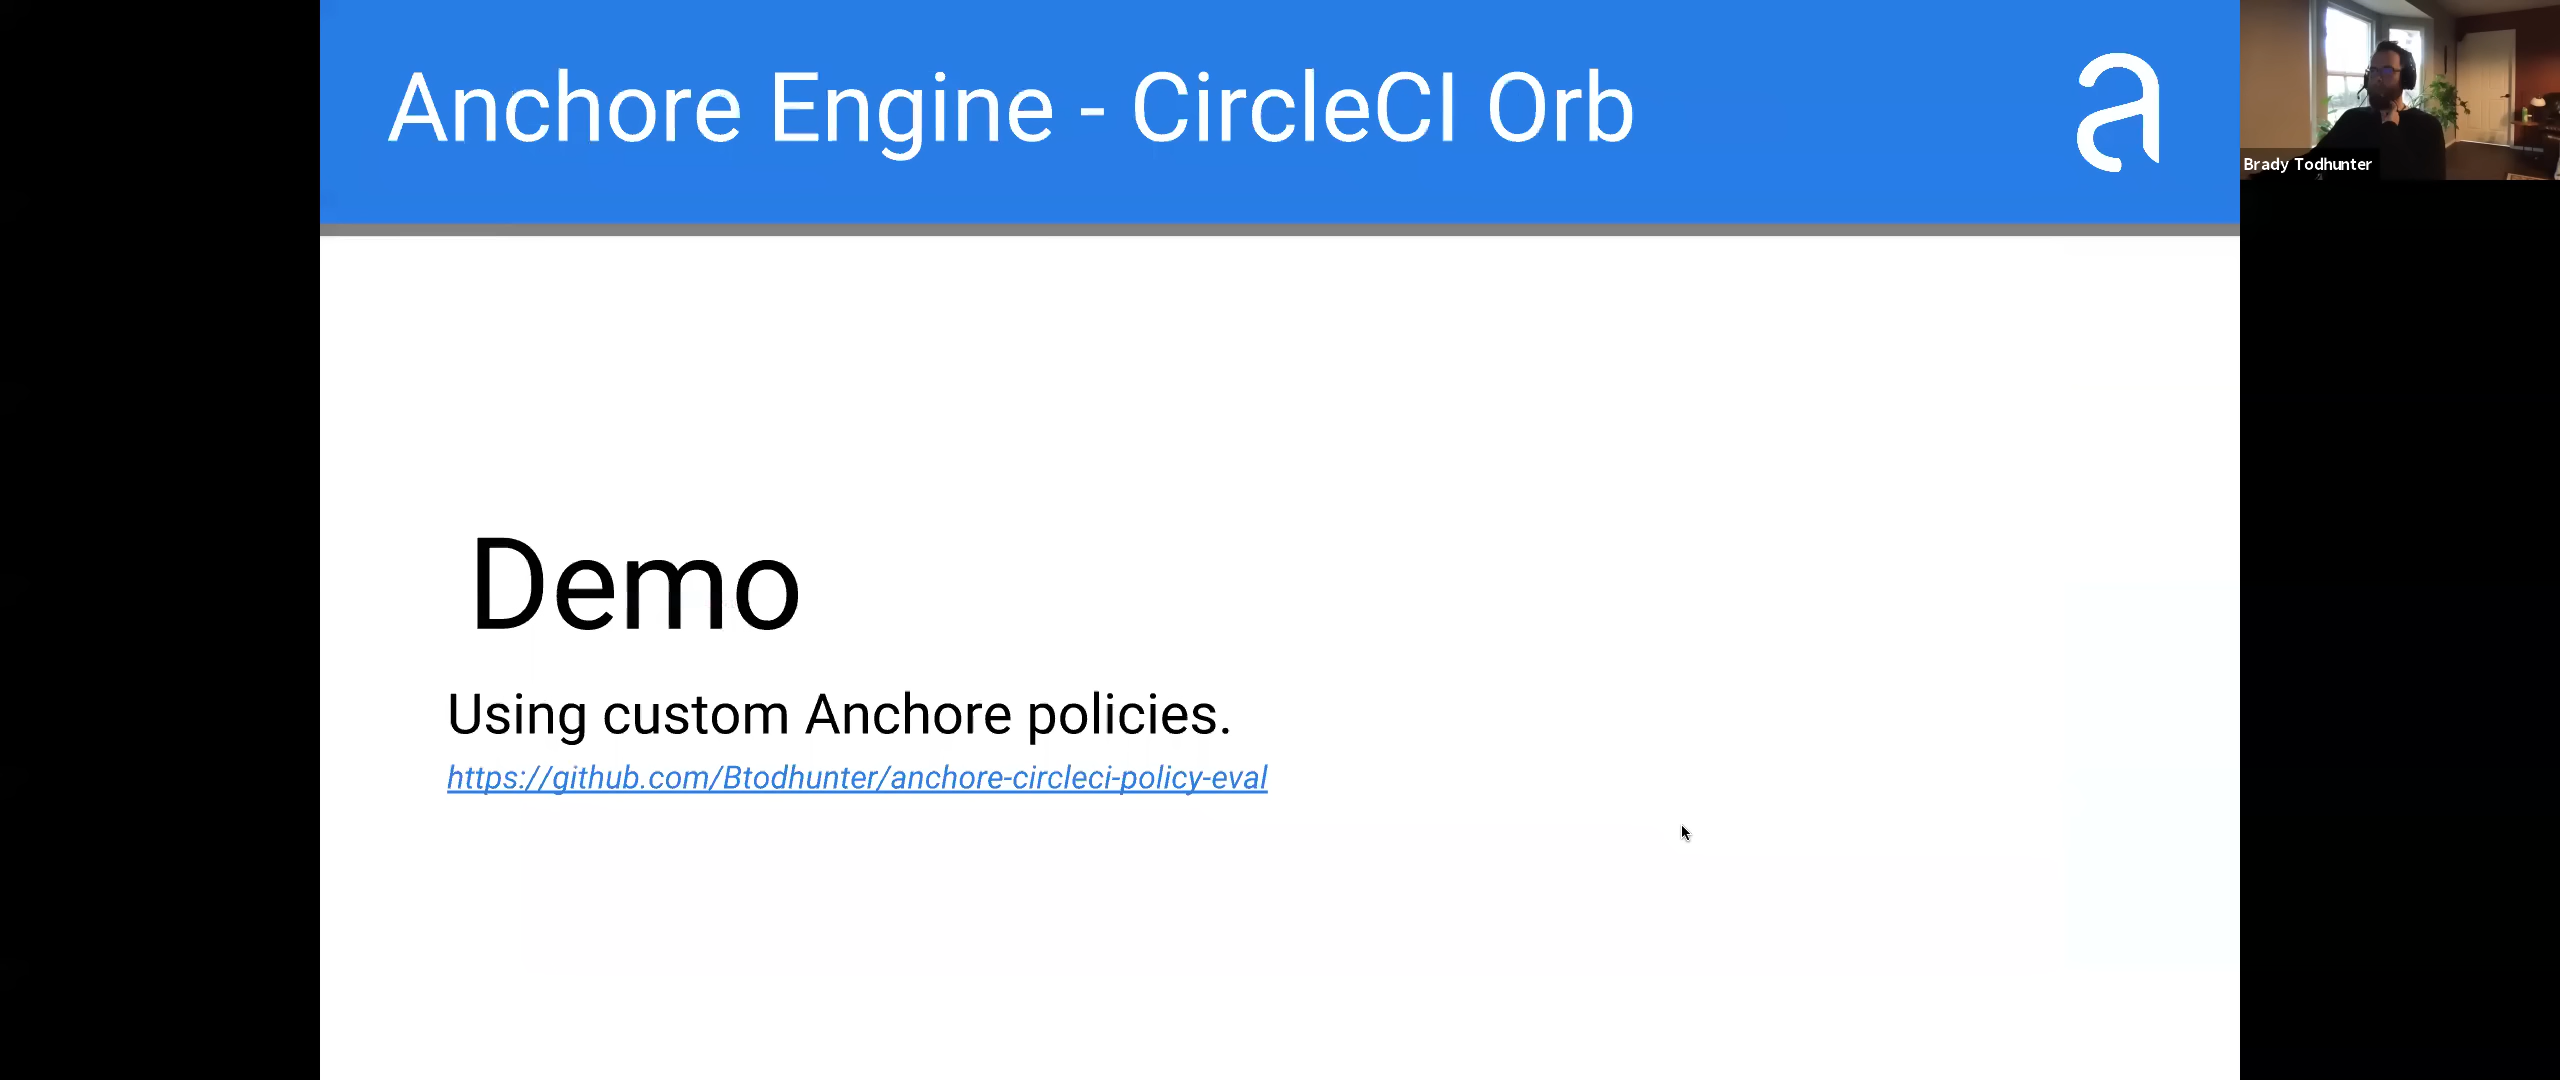 Anchore Engine - CircleCI Orb
Brady Todhunter
Demo
Using custom Anchore policies.
https://github.com/Btodhunter/anchore-circleci-policy-eval